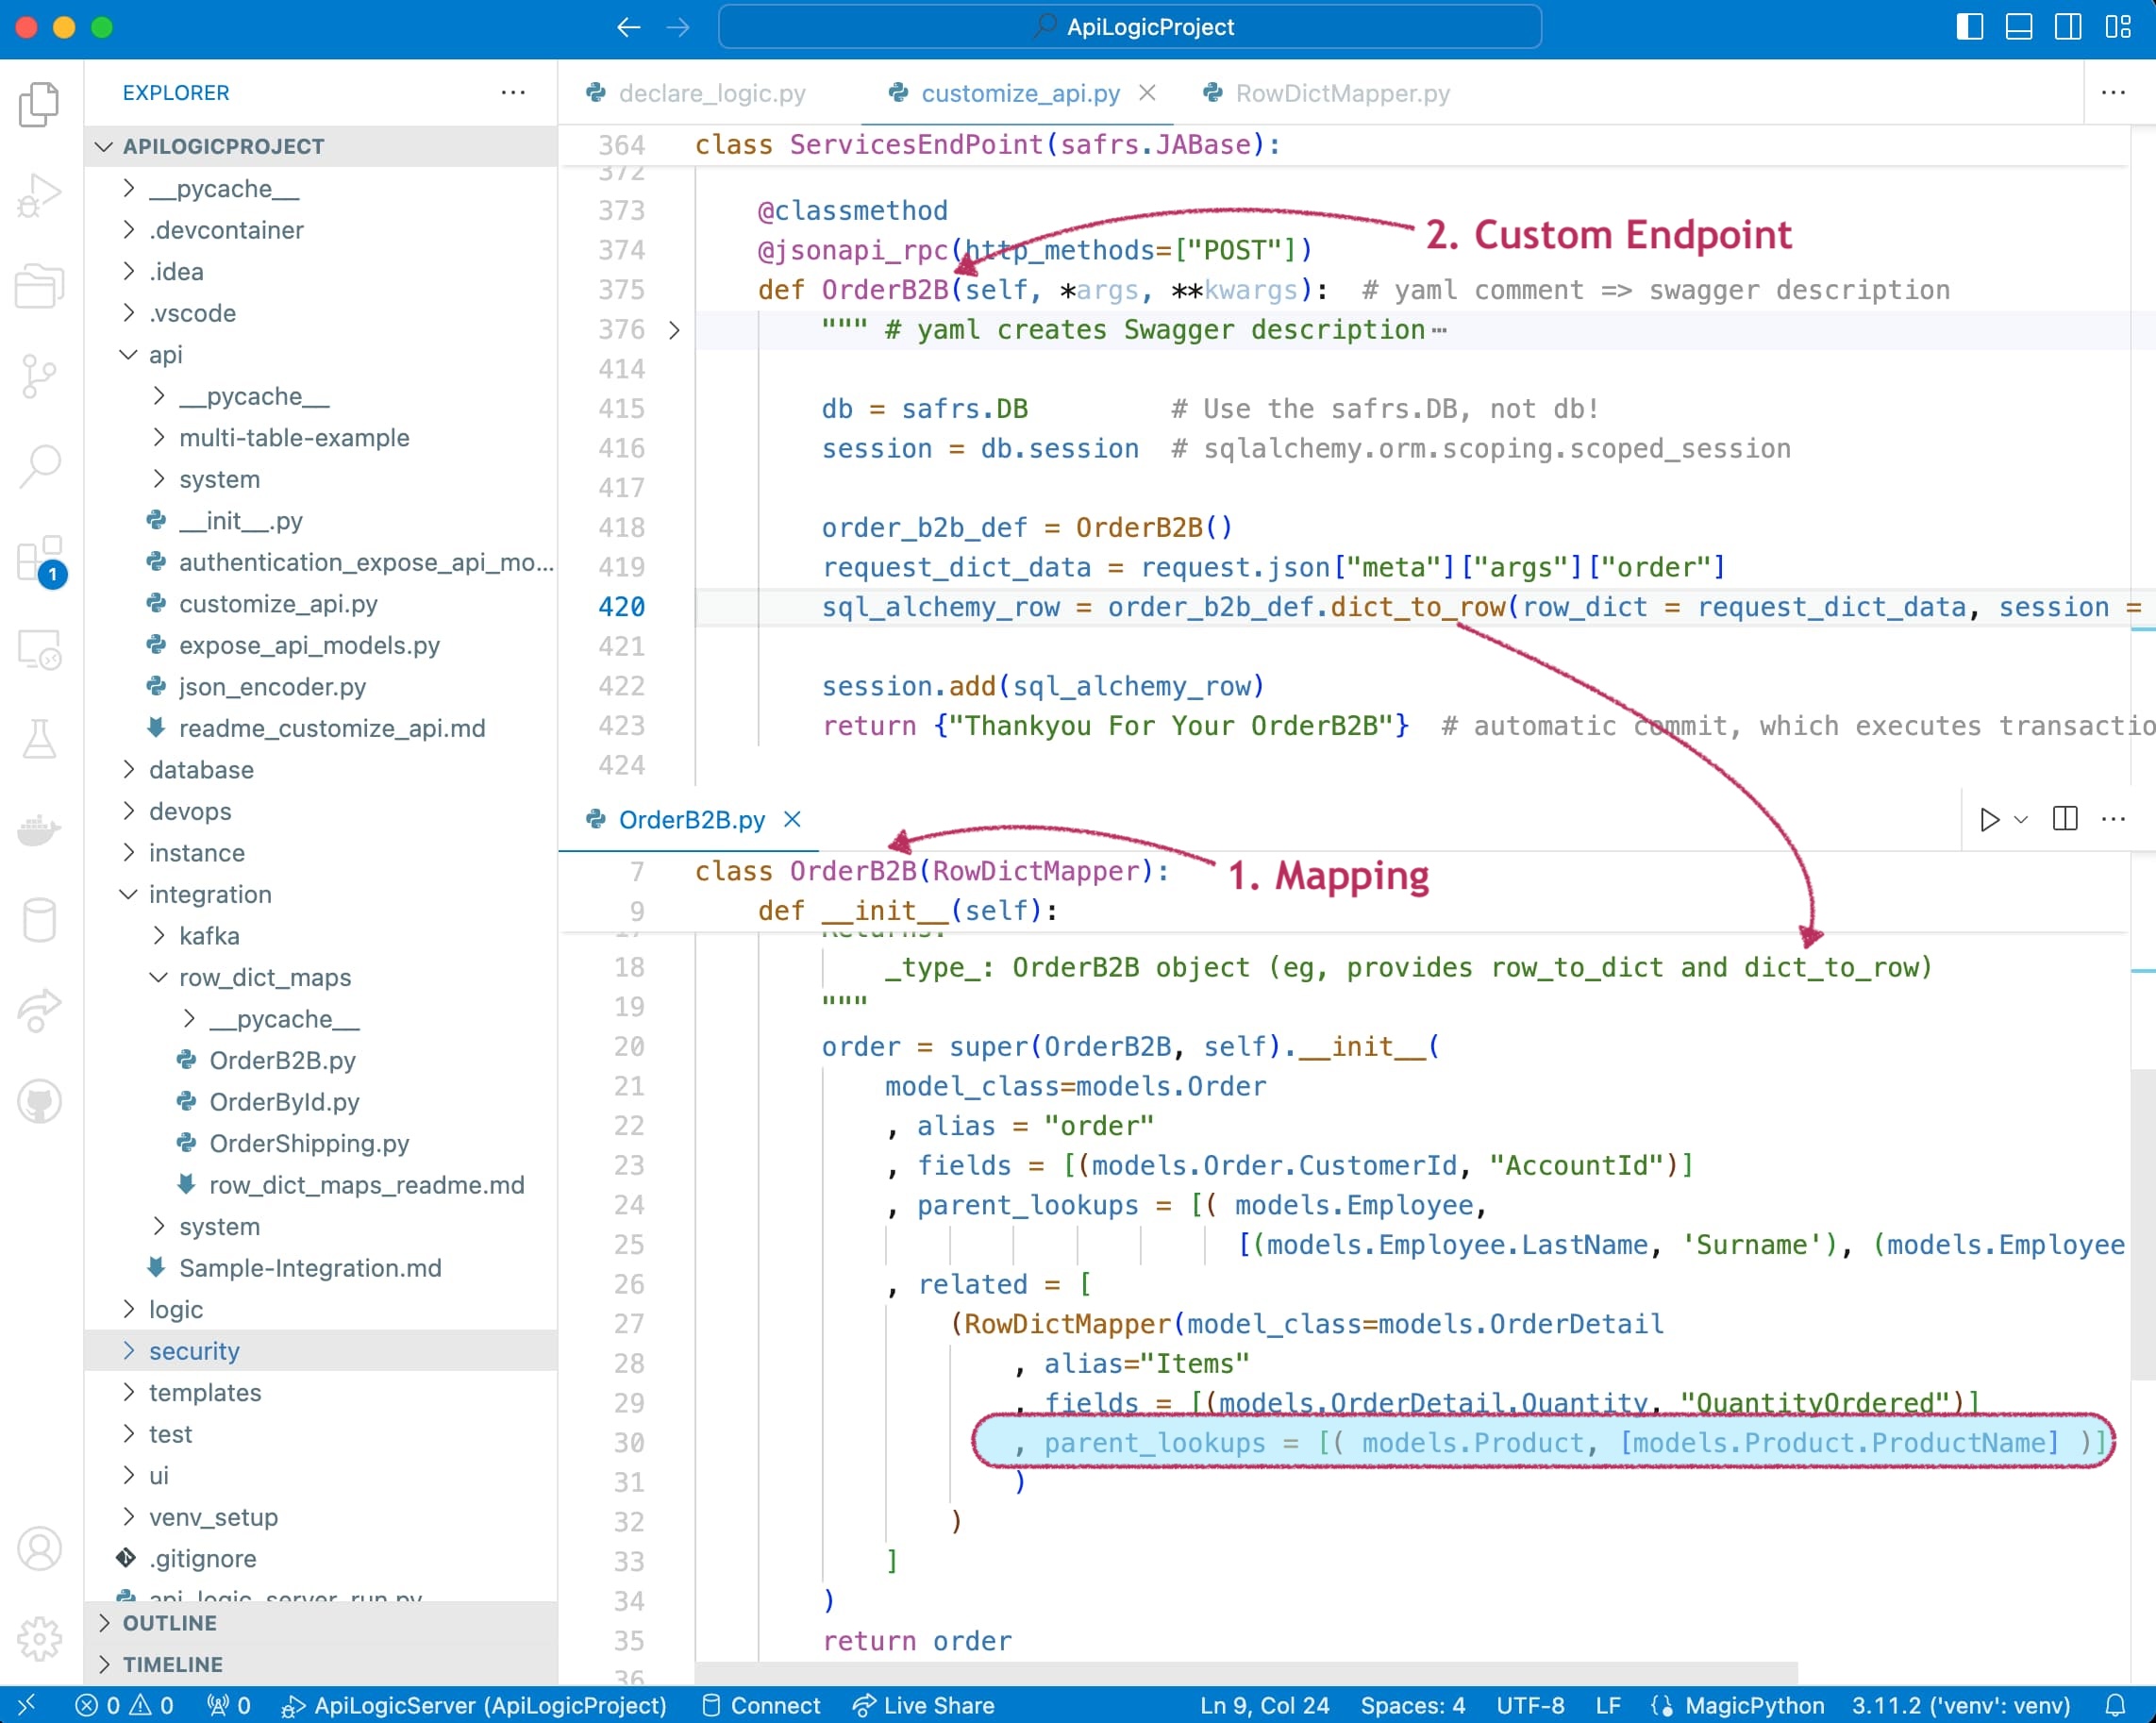 ApiLogicProject
EXPLORER
APILOGICPROJECT
__pycache__
.devcontainer
.idea
.vscode
api
__pycache__
multi-table-example
system
__init__.py
authentication_expose_api_mo...
customize_api.py
expose_api_models.py
json_encoder.py
readme_customize_api.md
database
devops
instance
integration
kafka
row_dict_maps
__pycache__
OrderB2B.py
OrderById.py
OrderShipping.py
row_dict_maps_readme.md
system
Sample-Integration.md
logic
security
templates
test
ui
venv_setup
.gitignore
api_logic_server_run.py
OUTLINE
TIMELINE
1
declare_logic.py
customize_api.py
RowDictMapper.py
364 class ServicesEndPoint(safrs.JABase):
372
373 @classmethod
374 @jsonapi_rpc(http_methods=["POST"])
2. Custom Endpoint
375 def OrderB2B(self, *args, **kwargs):  # yaml comment => swagger description
376 """ # yaml creates Swagger description…
414
415 db = safrs.DB         # Use the safrs.DB, not db!
416 session = db.session  # sqlalchemy.orm.scoping.scoped_session
417
418 order_b2b_def = OrderB2B()
419 request_dict_data = request.json["meta"]["args"]["order"]
420 sql_alchemy_row = order_b2b_def.dict_to_row(row_dict = request_dict_data, session =
421
422 session.add(sql_alchemy_row)
423 return {"Thankyou For Your OrderB2B"}  # automatic commit, which executes transactio
424
OrderB2B.py
7 class OrderB2B(RowDictMapper):
1. Mapping
9 def __init__(self):
17 Returns:
18 _type_: OrderB2B object (eg, provides row_to_dict and dict_to_row)
19 """
20 order = super(OrderB2B, self).__init__(
21 model_class=models.Order
22 , alias = "order"
23 , fields = [(models.Order.CustomerId, "AccountId")]
24 , parent_lookups = [( models.Employee,
25 [(models.Employee.LastName, 'Surname'), (models.Employee
26 , related = [
27 (RowDictMapper(model_class=models.OrderDetail
28 , alias="Items"
29 , fields = [(models.OrderDetail.Quantity, "QuantityOrdered")]
30 , parent_lookups = [( models.Product, [models.Product.ProductName] )]
31 )
32 )
33 ]
34 )
35 return order
36
0 0 0 ApiLogicServer (ApiLogicProject) Connect Live Share Ln 9, Col 24 Spaces: 4 UTF-8 LF MagicPython 3.11.2 ('venv': venv)